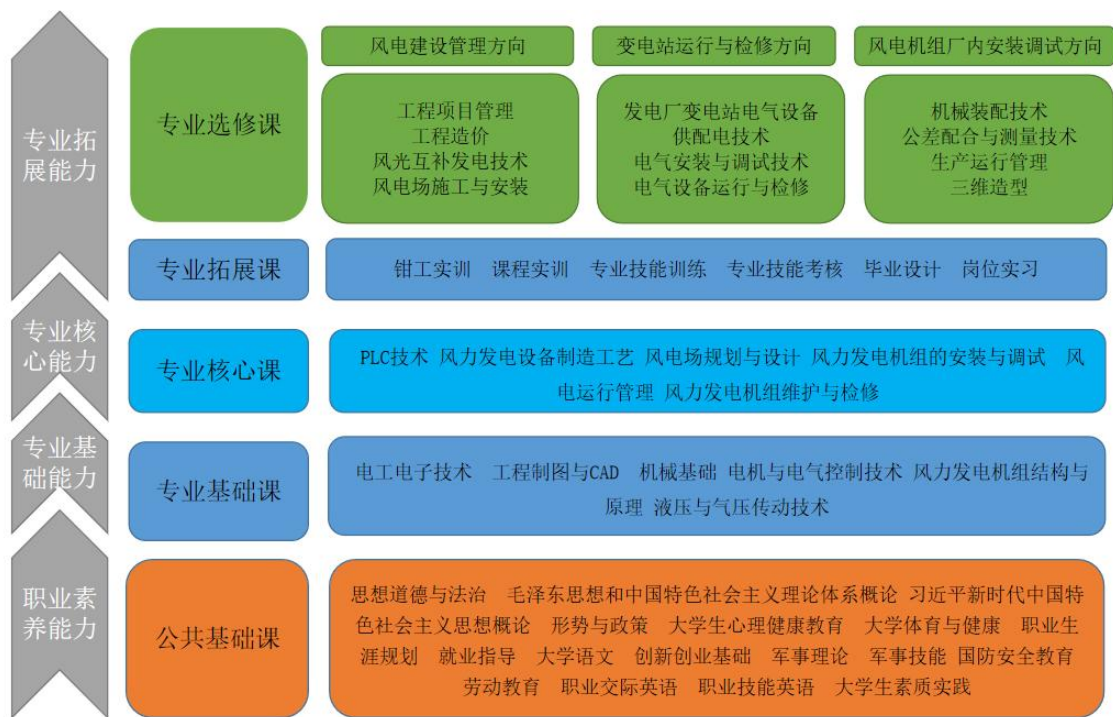 专业拓
展能力
专业选修课
风电建设管理方向
变电站运行与检修方向
风电机组厂内安装调试方向
工程项目管理
工程造价
风光互补发电技术
风电场施工与安装
发电厂变电站电气设备
供配电技术
电气安装与调试技术
电气设备运行与检修
机械装配技术
公差配合与测量技术
生产运行管理
三维造型
专业拓展课
钳工实训 课程实训 专业技能训练 专业技能考核 毕业设计 岗位实习
专业核
心能力
专业核心课
PLC技术 风力发电设备制造工艺 风电场规划与设计 风力发电机组的安装与调试 风
电运行管理 风力发电机组维护与检修
专业基
础能力
专业基础课
电工电子技术 工程制图与CAD 机械基础 电机与电气控制技术 风力发电机组结构与
原理 液压与气压传动技术
职业素
养能力
公共基础课
思想道德与法治 毛泽东思想和中国特色社会主义理论体系概论 习近平新时代中国特
色社会主义思想概论 形势与政策 大学生心理健康教育 大学体育与健康 职业生
涯规划 就业指导 大学语文 创新创业基础 军事理论 军事技能 国防安全教育
劳动教育 职业交际英语 职业技能英语 大学生素质实践